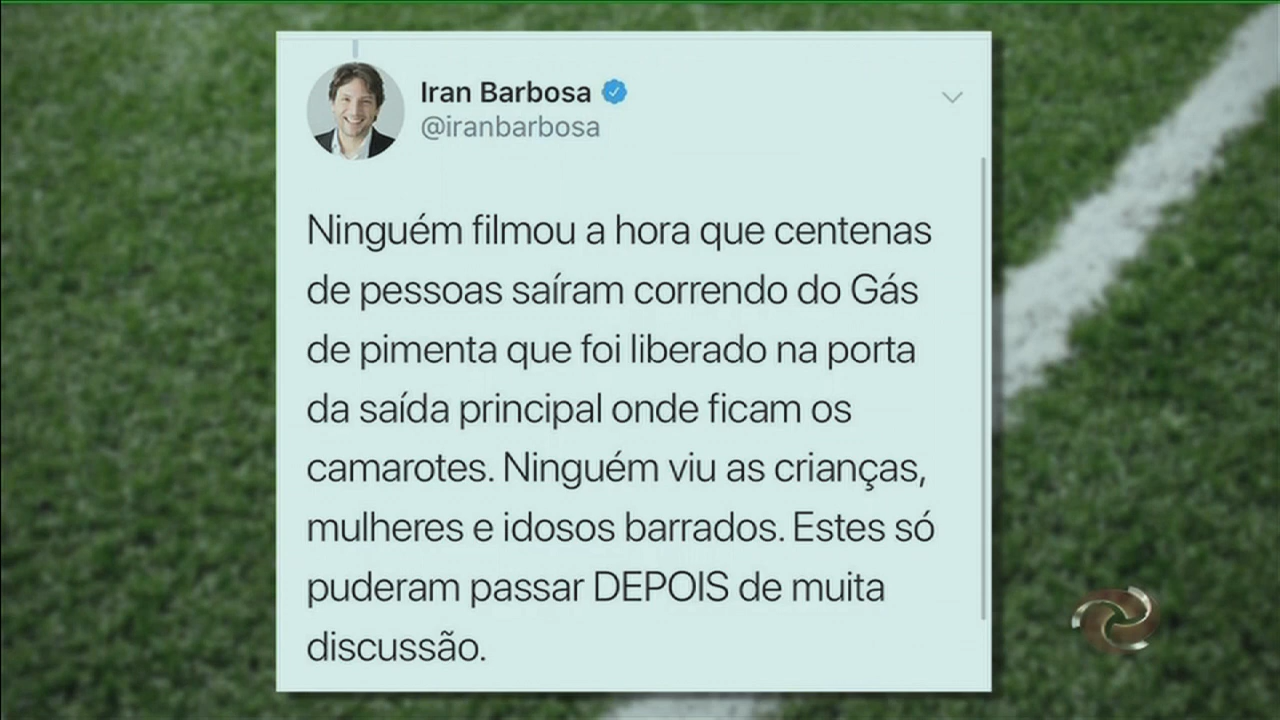 Iran Barbosa
@iranbarbosa
Ninguém filmou a hora que centenas
de pessoas saíram correndo do Gás
de pimenta que foi liberado na porta
da saída principal onde ficam os
camarotes. Ninguém viu as crianças,
mulheres e idosos barrados. Estes só
puderam passar DEPOIS de muita
discussão.